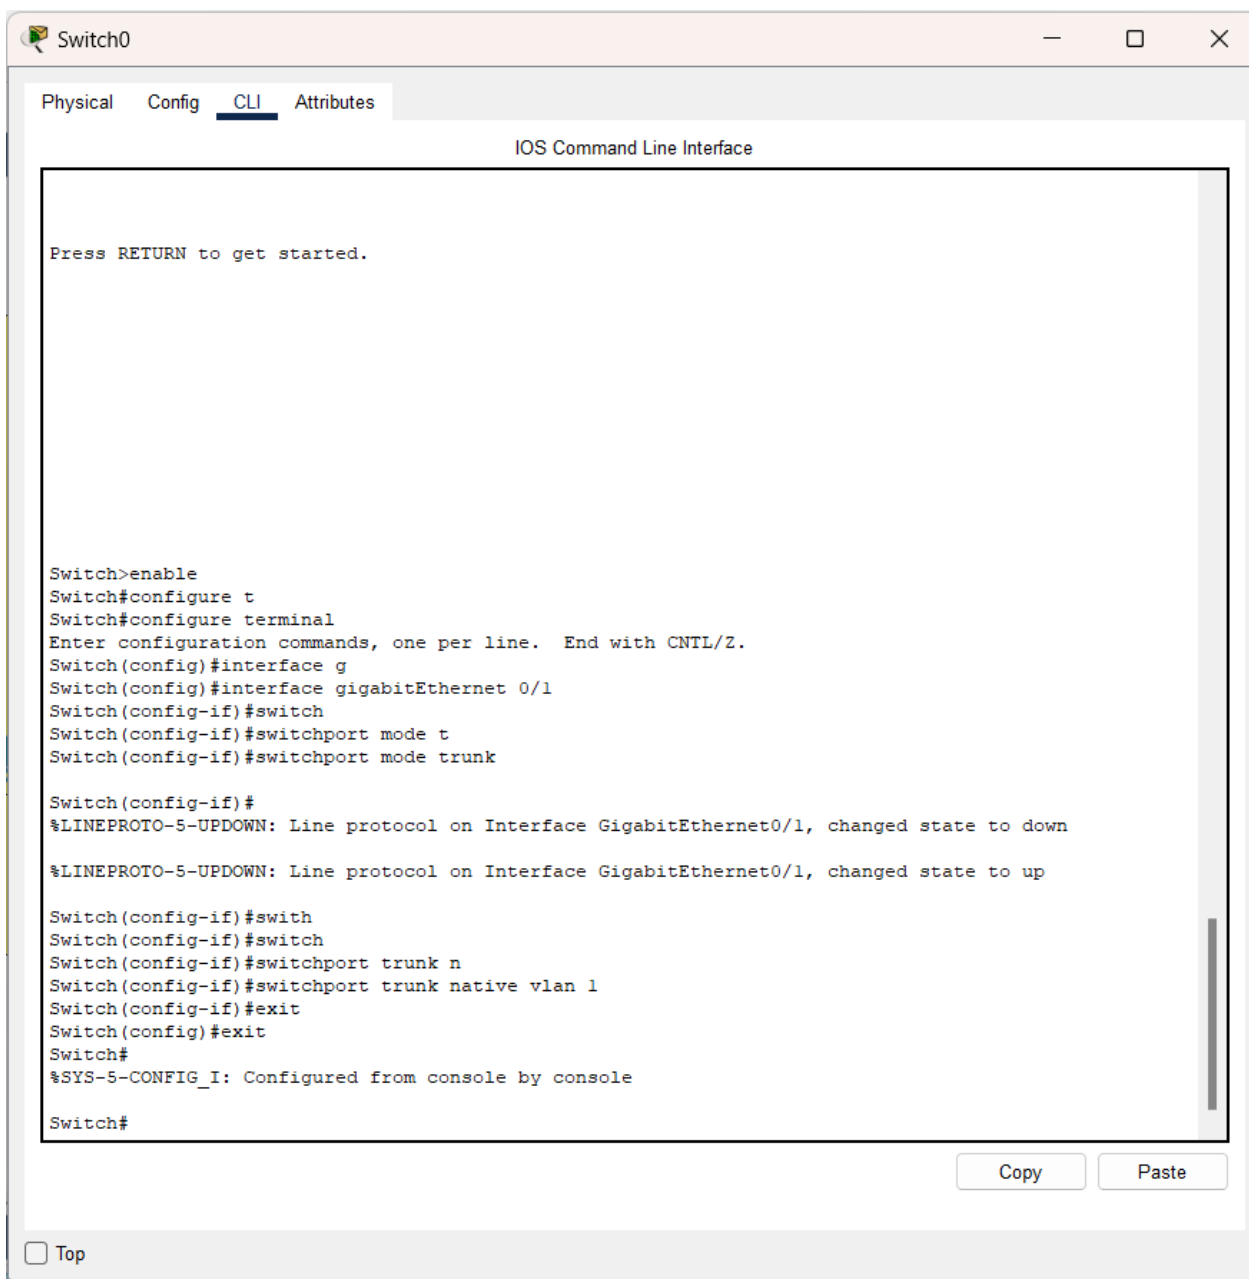 Switch0
Physical Config CLI Attributes
IOS Command Line Interface
Press RETURN to get started.
Switch>enable
Switch#configure t
Switch#configure terminal
Enter configuration commands, one per line.  End with CNTL/Z.
Switch(config)#interface g
Switch(config)#interface gigabitEthernet 0/1
Switch(config-if)#switch
Switch(config-if)#switchport mode t
Switch(config-if)#switchport mode trunk
Switch(config-if)#
%LINEPROTO-5-UPDOWN: Line protocol on Interface GigabitEthernet0/1, changed state to down
%LINEPROTO-5-UPDOWN: Line protocol on Interface GigabitEthernet0/1, changed state to up
Switch(config-if)#swith
Switch(config-if)#switch
Switch(config-if)#switchport trunk n
Switch(config-if)#switchport trunk native vlan 1
Switch(config-if)#exit
Switch(config)#exit
Switch#
%SYS-5-CONFIG_I: Configured from console by console
Switch#
Copy Paste
Top